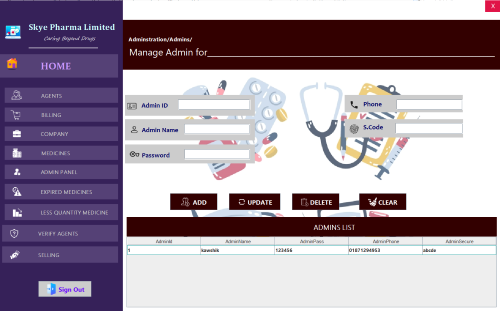 X
Skye Pharma Limited
Caring Beyond Drugs
HOME
AGENTS
BILLING
COMPANY
MEDICINES
ADMIN PANEL
EXPIRED MEDICINES
LESS QUANTITY MEDICINE
VERIFY AGENTS
SELLING
Sign Out
Adminstration/Admins/
Manage Admin for
Admin ID
Phone
Admin Name
S.Code
Password
ADD
UPDATE
DELETE
CLEAR
ADMINS LIST
AdminId AdminName AdminPass AdminPhone AdminSecure
1 kawshik 123456 01871294953 abcde